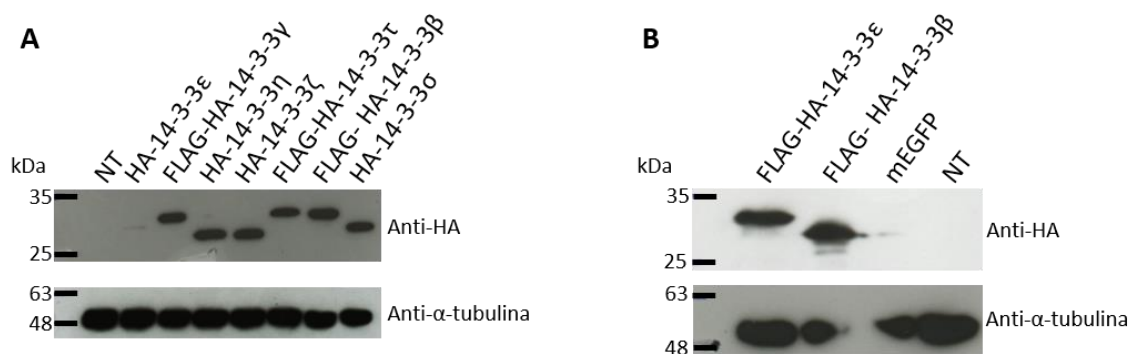 A
kDa
NT
HA-14-3-3ε
FLAG-HA-14-3-3γ
HA-14-3-3η
HA-14-3-3ζ
FLAG-HA-14-3-3τ
FLAG- HA-14-3-3β
HA-14-3-3σ
35
25
Anti-HA
63
48
Anti-α-tubulina
B
kDa
FLAG-HA-14-3-3ε
FLAG- HA-14-3-3β
mEGFP
NT
35
25
Anti-HA
63
48
Anti-α-tubulina